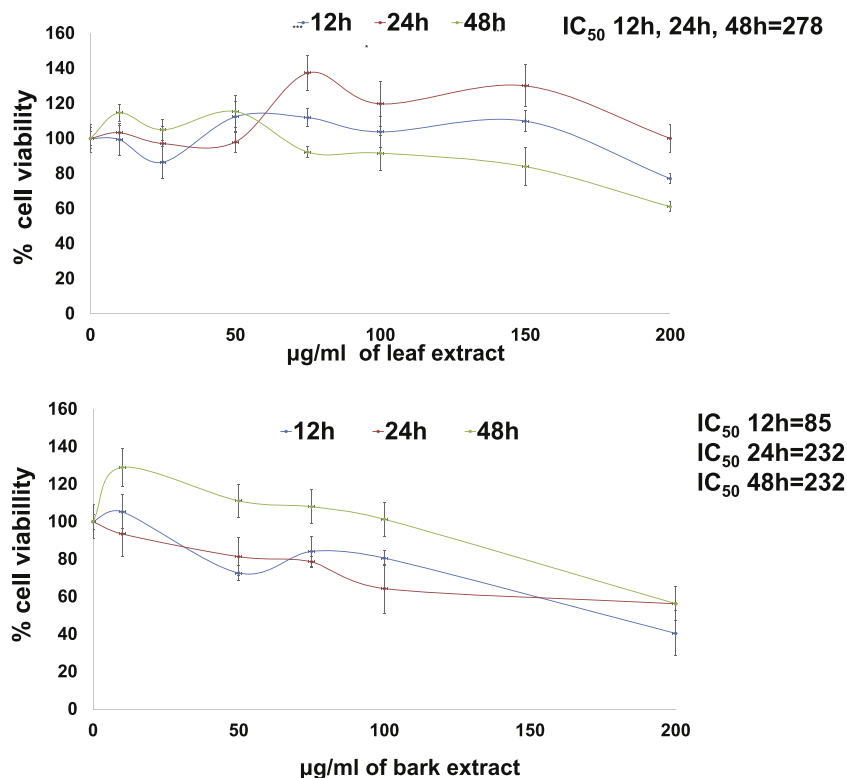 12h 24h 48h
IC50 12h, 24h, 48h=278
160
140
120
100
80
60
40
20
0
% cell viability
0 50 100 150 200
µg/ml of leaf extract
160
140
120
100
80
60
40
20
0
% cell viabillity
12h 24h 48h
IC50 12h=85
IC50 24h=232
IC50 48h=232
0 50 100 150 200
µg/ml of bark extract